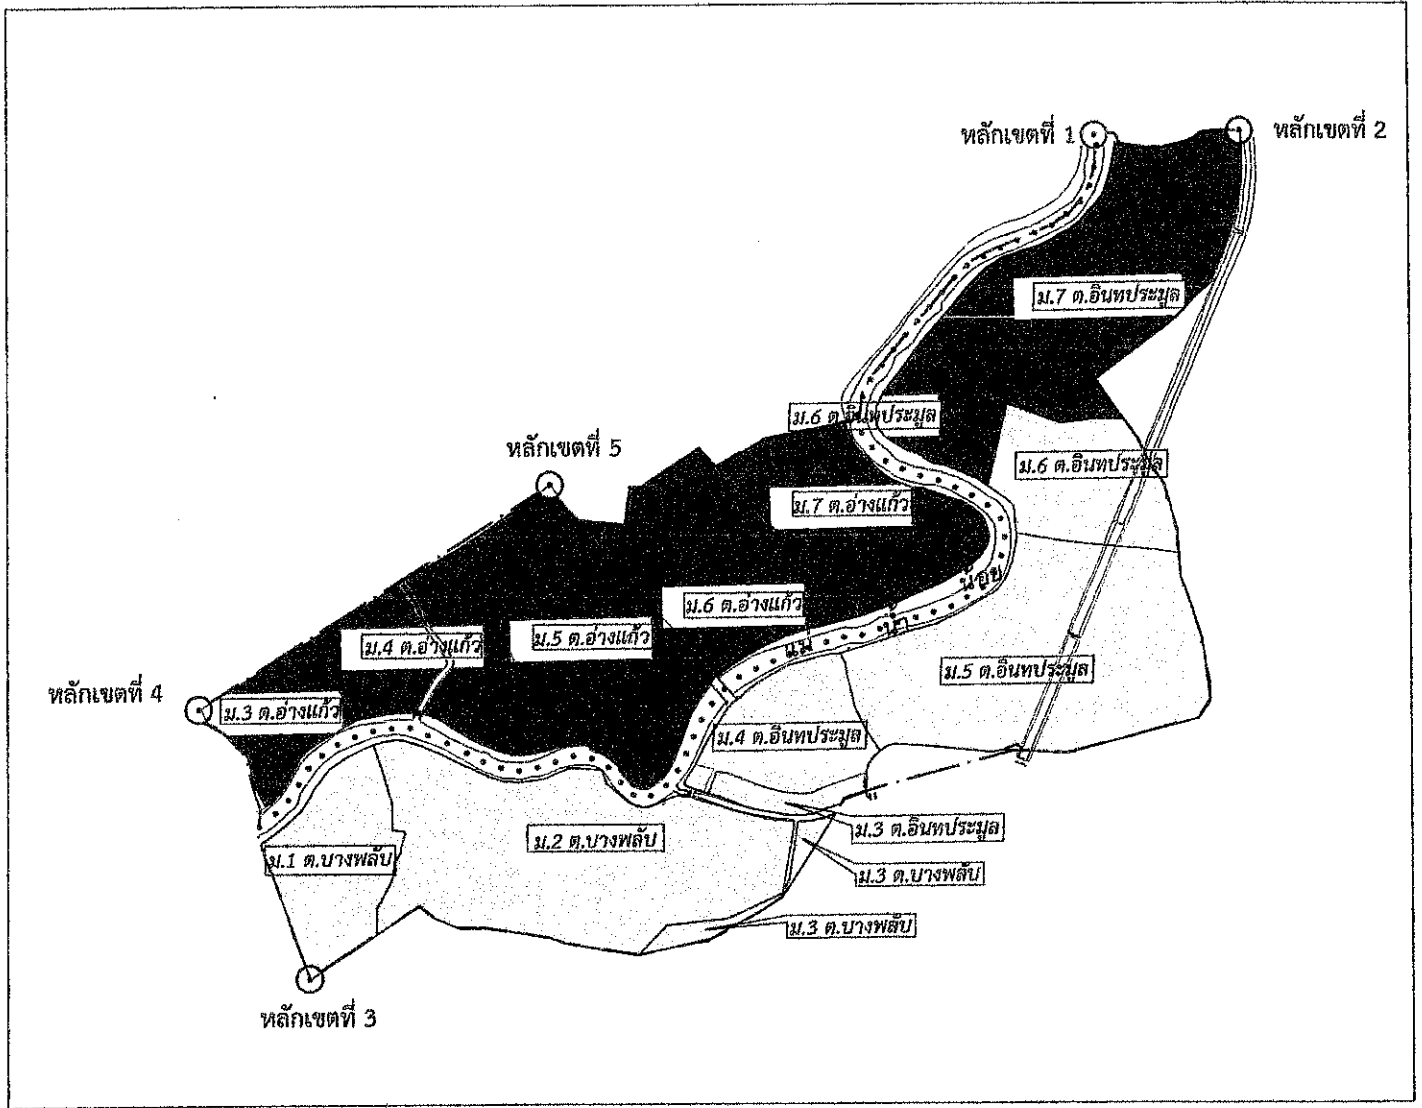 หลักเขตที่ 1
หลักเขตที่ 2
ม.7 ต.อินทประมูล
ม.6 ต.อินทประมูล
หลักเขตที่ 5
ม.6 ต.อินทประมูล
ม.7 ต.อ่างแก้ว
น้อย
ม.6 ต.อ่างแก้ว
น้ำ
ม.5 ต.อ่างแก้ว
ม.4 ต.อ่างแก้ว
แม่
ม.5 ต.อินทประมูล
หลักเขตที่ 4
ม.3 ต.อ่างแก้ว
ม.4 ต.อินทประมูล
ม.3 ต.อินทประมูล
ม.2 ต.บางพลับ
ม.1 ต.บางพลับ
ม.3 ต.บางพลับ
ม.3 ต.บางพลับ
หลักเขตที่ 3